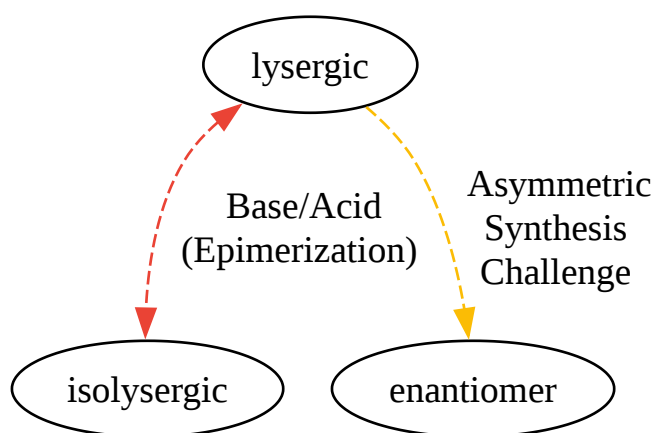 lysergic
Base/Acid
(Epimerization)
Asymmetric
Synthesis
Challenge
isolysergic
enantiomer